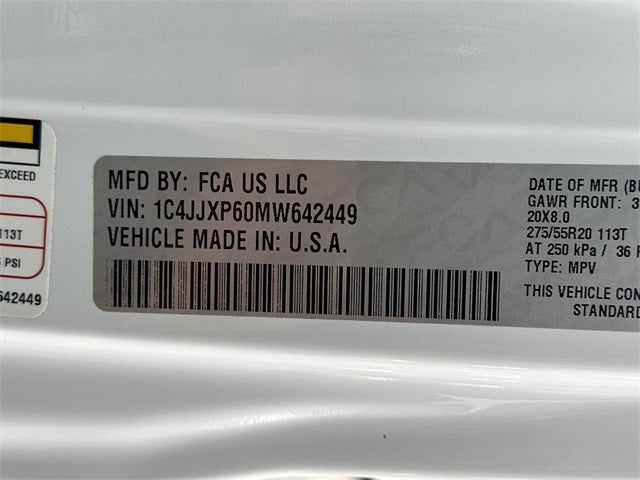 EXCEED
113T
PSI
642449
MFD BY: FCA US LLC
VIN: 1C4JJXP60MW642449
VEHICLE MADE IN: U.S.A.
DATE OF MFR
GAWR FRONT:
20X8.0
275/55R20 113T
AT 250 kPa / 36
TYPE: MPV
THIS VEHICLE
STANDARD